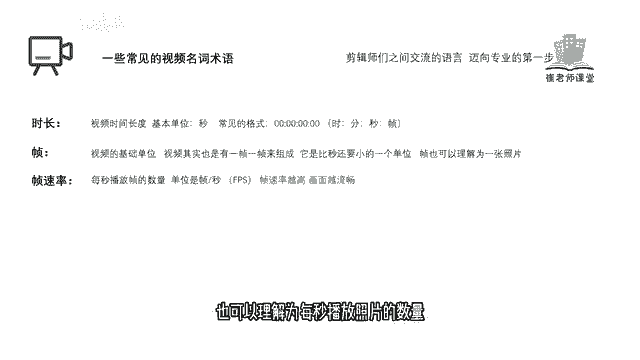 一些常见的视频名词术语
剪辑师们之间交流的语言 迈向专业的第一步
崔老师课堂
时长： 视频时间长度 基本单位：秒 常见的格式：00:00:00:00（时：分：秒：帧）
帧： 视频的基础单位 视频其实也是有一帧一帧来组成 它是比秒还要小的一个单位 帧也可以理解为一张照片
帧速率： 每秒播放帧的数量 单位是帧/秒 （FPS） 帧速率越高 画面越流畅
也可以理解为每秒播放照片的数量